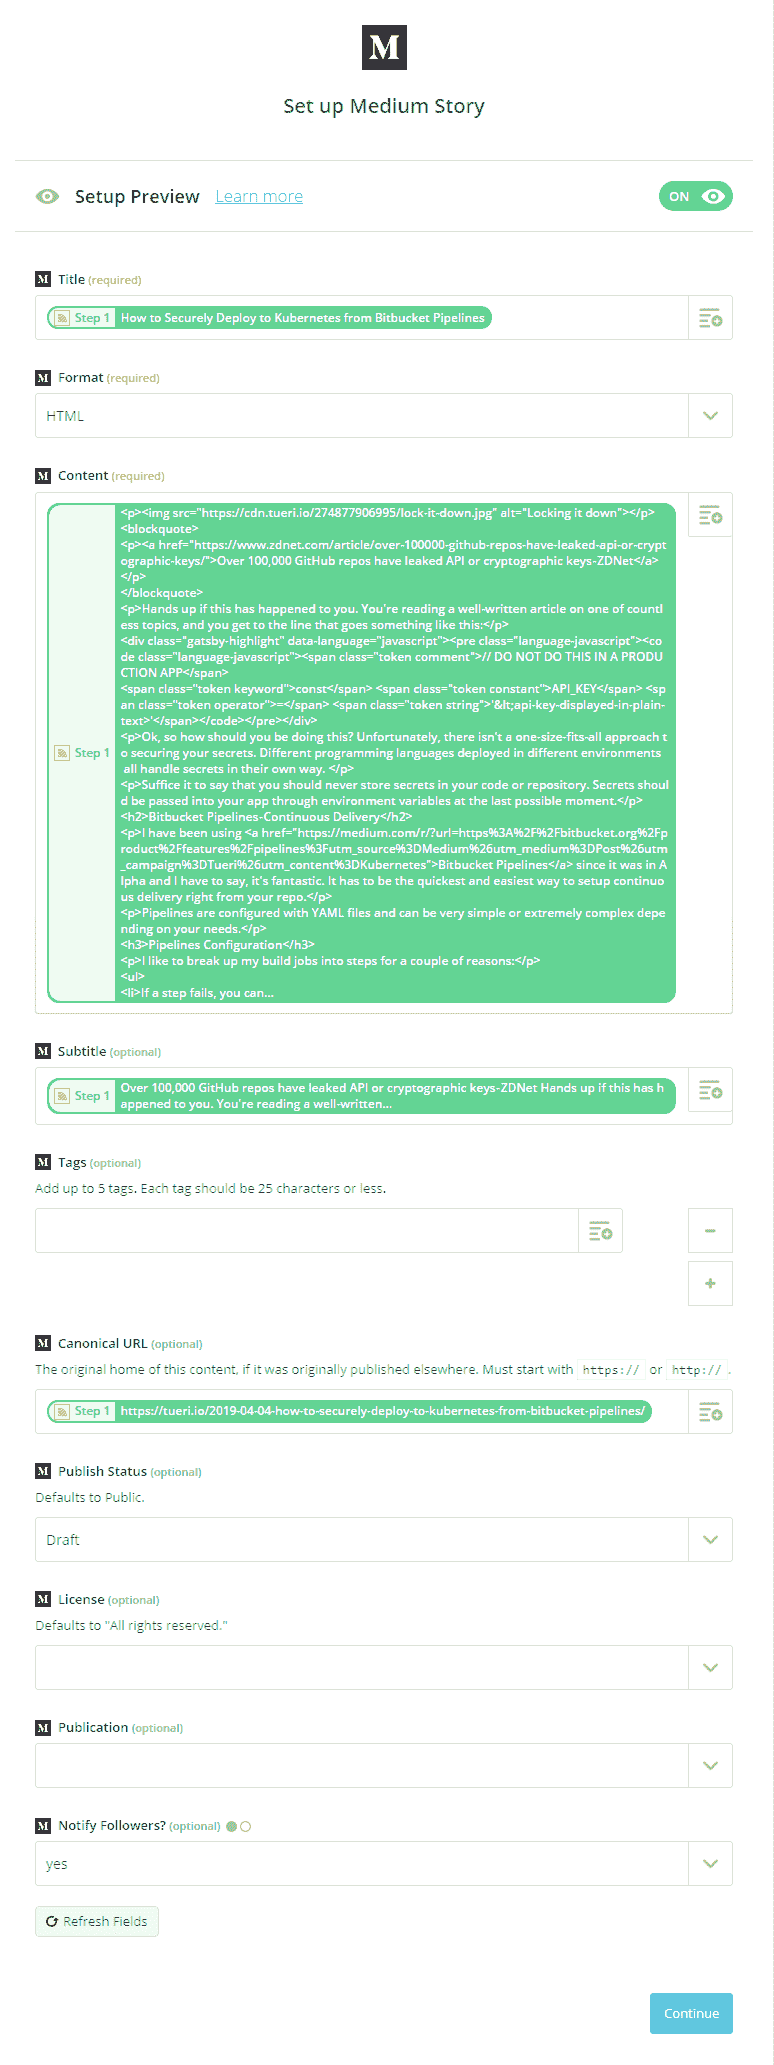 M
Set up Medium Story
Setup Preview Learn more ON
M Title (required)
Step 1 How to Securely Deploy to Kubernetes from Bitbucket Pipelines
M Format (required)
HTML
M Content (required)
<p><img src="https://cdn.tueri.io/274877906995/lock-it-down.jpg" alt="Locking it down"></p>
<blockquote>
<p><a href="https://www.zdnet.com/article/over-100000-github-repos-have-leaked-api-or-crypt
ographic-keys/">Over 100,000 GitHub repos have leaked API or cryptographic keys-ZDNet</a>
</p>
</blockquote>
<p>Hands up if this has happened to you. You're reading a well-written article on one of countl
ess topics, and you get to the line that goes something like this:</p>
<div class="gatsby-highlight" data-language="javascript"><pre class="language-javascript"><co
de class="language-javascript"><span class="token comment">// DO NOT DO THIS IN A PRODU
CTION APP</span>
<span class="token keyword">const</span> <span class="token constant">API_KEY</span> <sp
an class="token operator">=</span> <span class="token string">'&lt;api-key-displayed-in-plain-
text>'</span></code></pre></div>
Step 1 <p>Ok, so how should you be doing this? Unfortunately, there isn't a one-size-fits-all approach t
o securing your secrets. Different programming languages deployed in different environments
all handle secrets in their own way. </p>
<p>Suffice it to say that you should never store secrets in your code or repository. Secrets shoul
d be passed into your app through environment variables at the last possible moment.</p>
<h2>Bitbucket Pipelines-Continuous Delivery</h2>
<p>I have been using <a href="https://medium.com/r/?url=https%3A%2F%2Fbitbucket.org%2Fp
roduct%2Ffeatures%2Fpipelines%3Futm_source%3DMedium%26utm_medium%3DPost%26utm
_campaign%3DTueri%26utm_content%3DKubernetes">Bitbucket Pipelines</a> since it was in A
lpha and I have to say, it's fantastic. It has to be the quickest and easiest way to setup continuo
us delivery right from your repo.</p>
<p>Pipelines are configured with YAML files and can be very simple or extremely complex depe
nding on your needs.</p>
<h3>Pipelines Configuration</h3>
<p>I like to break up my build jobs into steps for a couple of reasons:</p>
<ul>
<li>If a step fails, you can...
M Subtitle (optional)
Step 1 Over 100,000 GitHub repos have leaked API or cryptographic keys-ZDNet Hands up if this has h
appened to you. You're reading a well-written...
M Tags (optional)
Add up to 5 tags. Each tag should be 25 characters or less.
M Canonical URL (optional)
The original home of this content, if it was originally published elsewhere. Must start with https:// or http:// .
Step 1 https://tueri.io/2019-04-04-how-to-securely-deploy-to-kubernetes-from-bitbucket-pipelines/
M Publish Status (optional)
Defaults to Public.
Draft
M License (optional)
Defaults to "All rights reserved."
M Publication (optional)
M Notify Followers? (optional)
yes
Refresh Fields
Continue